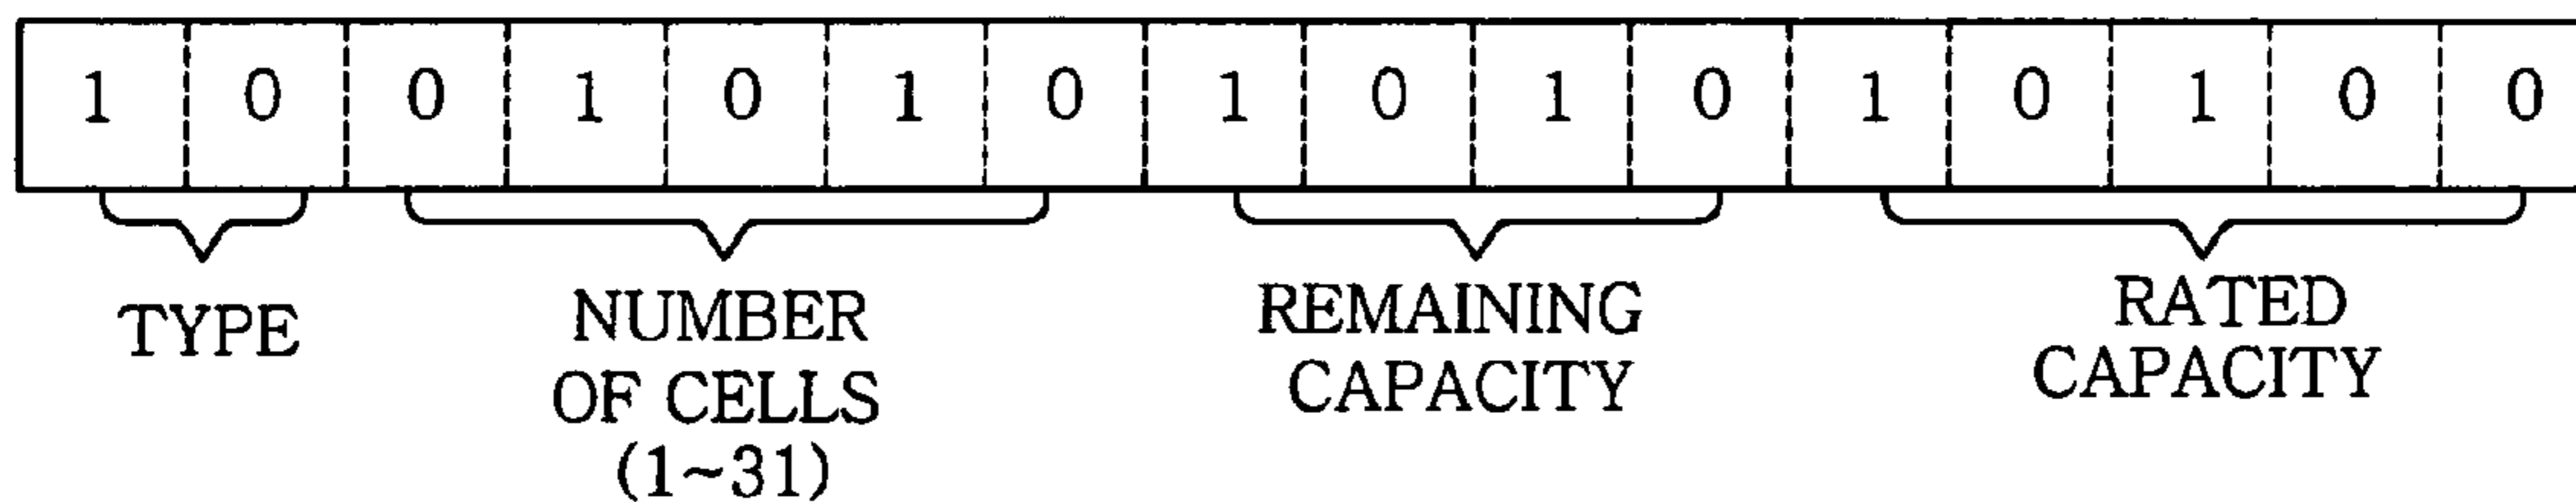 1 0 0 1 0 1 0 1 0 1 0 1 0 1 0 0
TYPE
NUMBER
OF CELLS
(1~31)
REMAINING
CAPACITY
RATED
CAPACITY